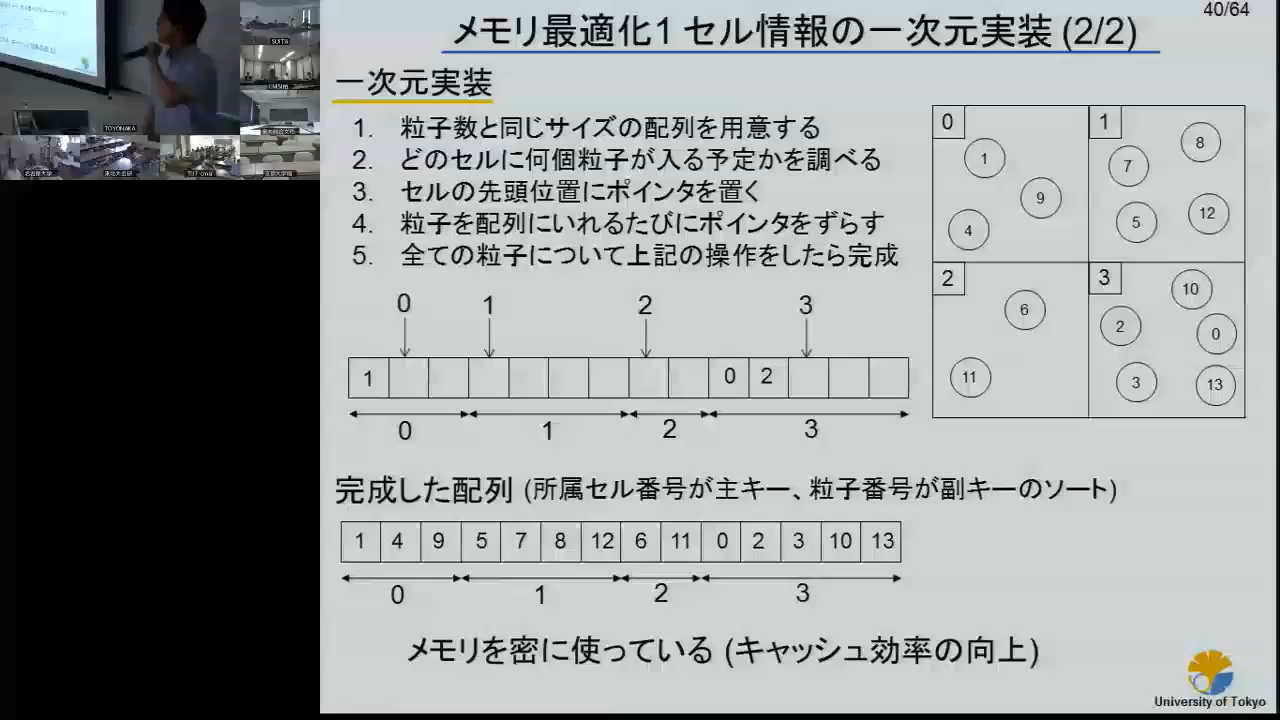 40/64
メモリ最適化1 セル情報の一次元実装 (2/2)
一次元実装
1. 粒子数と同じサイズの配列を用意する
2. どのセルに何個粒子が入る予定かを調べる
3. セルの先頭位置にポインタを置く
4. 粒子を配列にいれるたびにポインタをずらす
5. 全ての粒子について上記の操作をしたら完成
0 1 2 3
1 0 2
0 1 2 3
0 1
1 8
9 7
4 5 12
2 3
6 10
2 0
11 3 13
完成した配列 (所属セル番号が主キー、粒子番号が副キーのソート)
1 4 9 5 7 8 12 6 11 0 2 3 10 13
0 1 2 3
メモリを密に使っている (キャッシュ効率の向上)
University of Tokyo
SUITA
TOYONAKA
名古屋大学